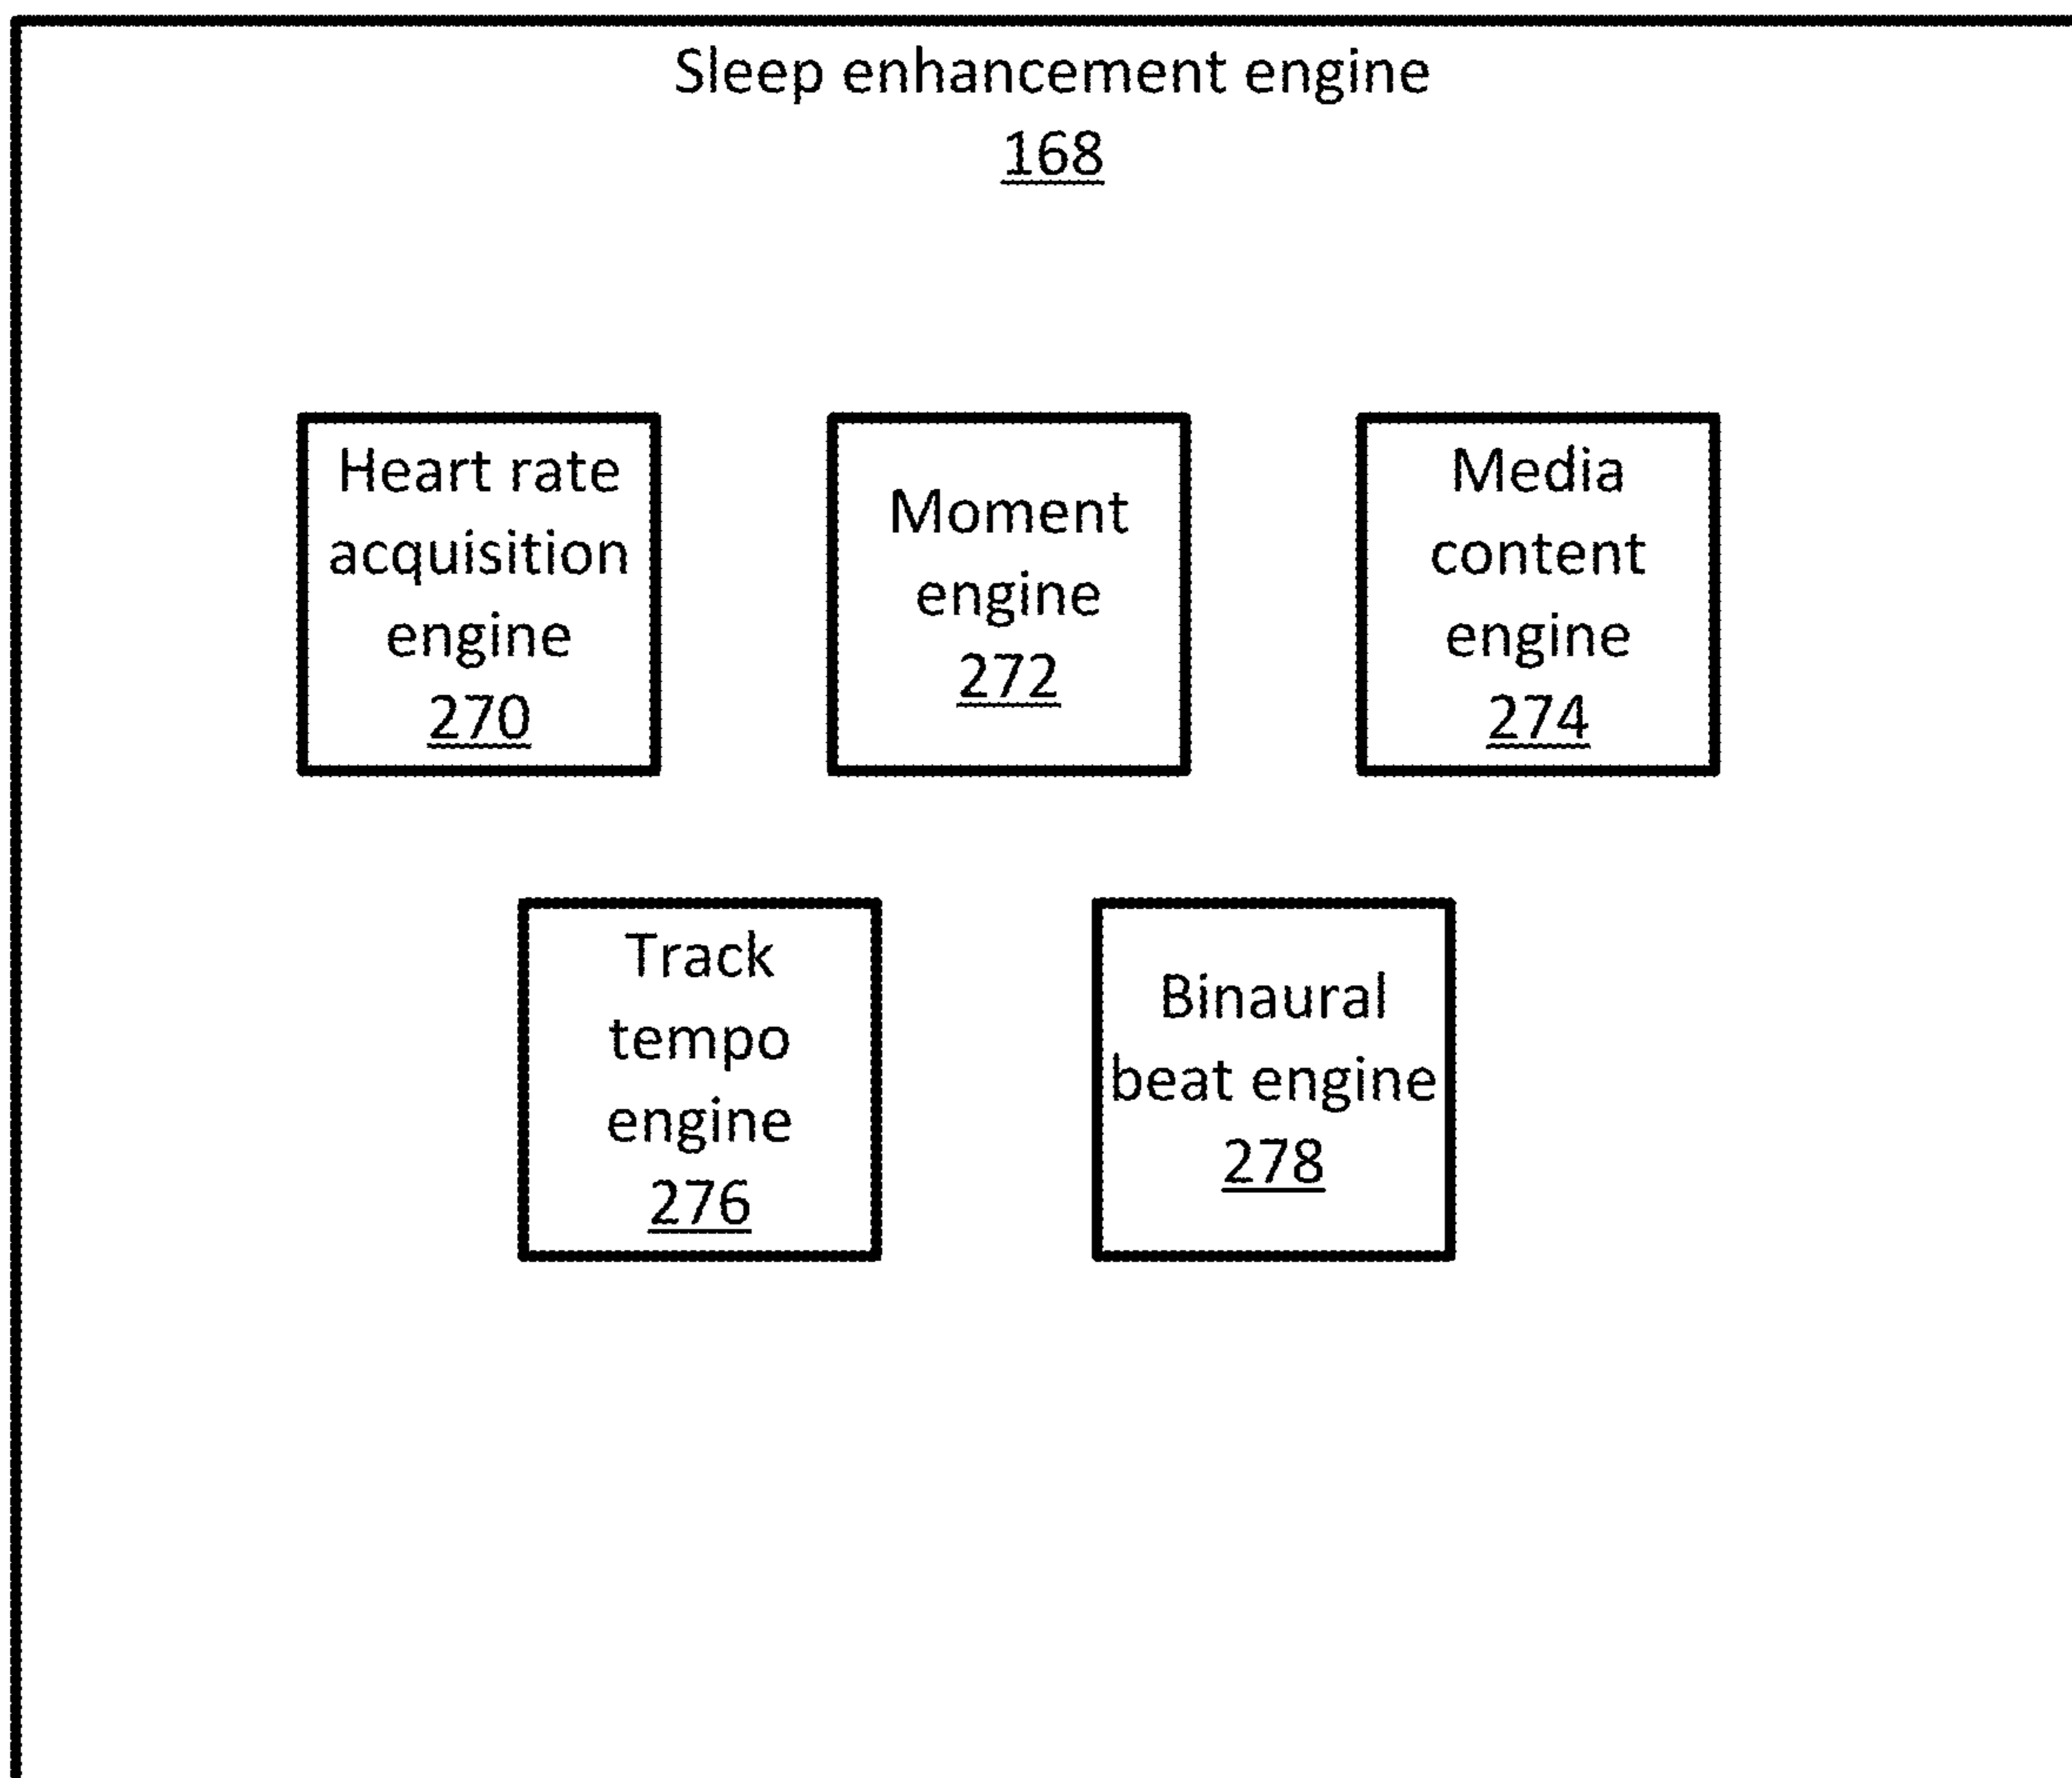 Sleep enhancement engine
168
Heart rate
acquisition
engine
270
Moment
engine
272
Media
content
engine
274
Track
tempo
engine
276
Binaural
beat engine
278